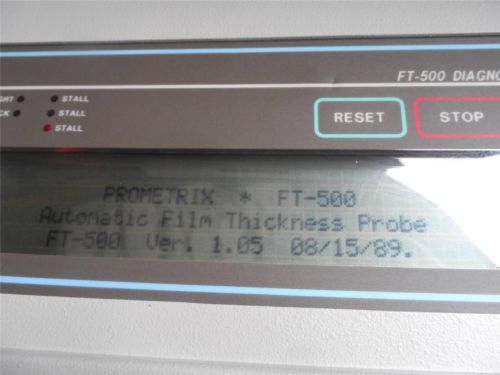 FT-500
STALL
STALL
STALL
RESET
STOP
PROMETRIX * FT-500
Automatic Film Thickness Probe
FT-500 Ver. 1.05 08/15/89.